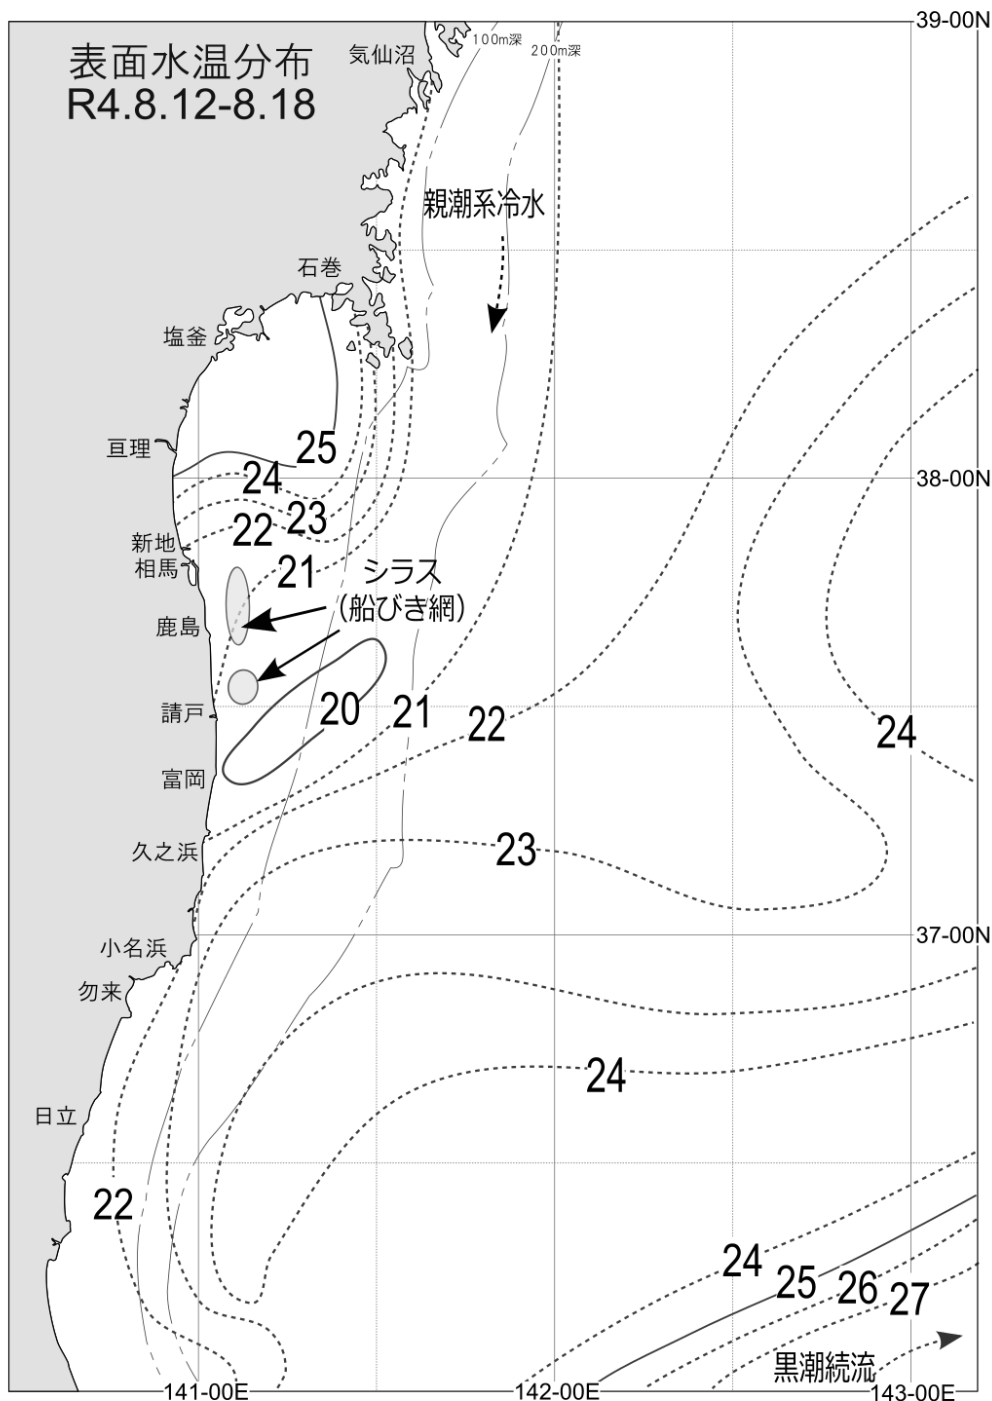 39-00N
表面水温分布
R4.8.12-8.18
気仙沼
100m深
200m深
親潮系冷水
石巻
塩釜
亘理
25
24
38-00N
23
22
新地
相馬
21
シラス
(船びき網)
鹿島
請戸
20
21
22
24
富岡
久之浜
23
37-00N
小名浜
勿来
24
日立
22
24
25
26
27
黒潮続流
141-00E
142-00E
143-00E